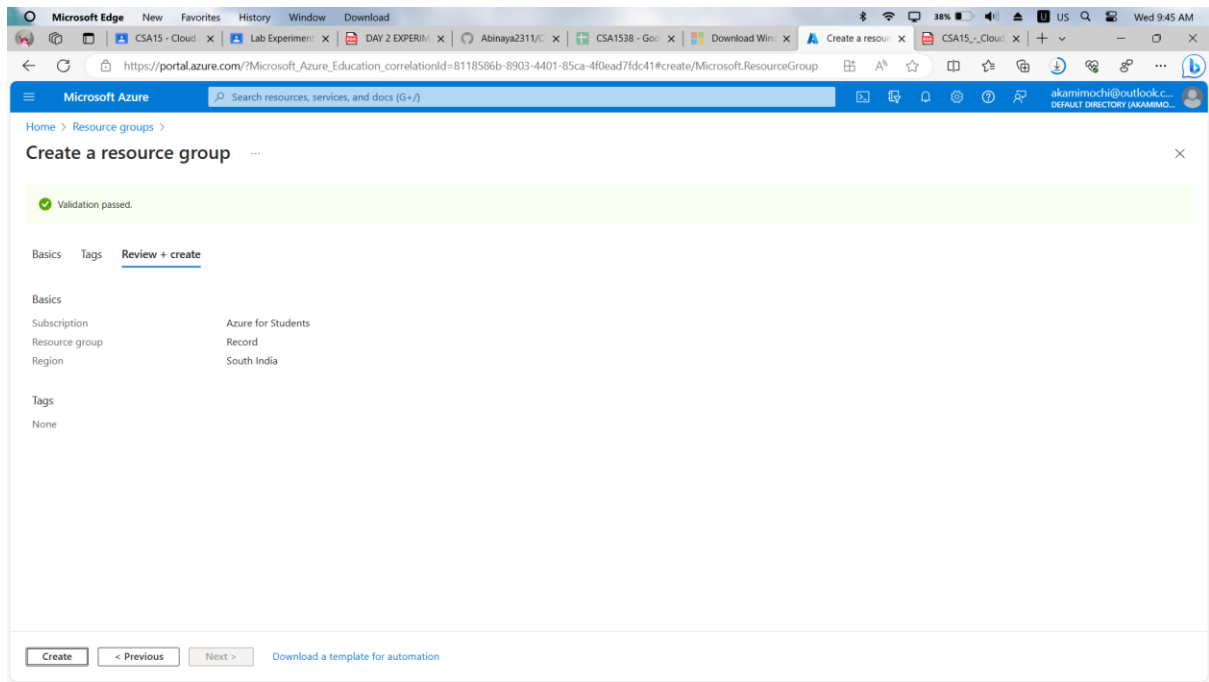 Microsoft Edge New Favorites History Window Download 38% U US Wed 9:45 AM
CSA15 - Cloud Lab Experiment DAY 2 EXPERIM Abinaya2311/C CSA1538 - Goo Download Win Create a resour CSA15_-_Cloud
https://portal.azure.com/?Microsoft_Azure_Education_correlationId=8118586b-8903-4401-85ca-4f0ead7fdc41#create/Microsoft.ResourceGroup
Microsoft Azure Search resources, services, and docs (G+/) akamimochi@outlook.c...
DEFAULT DIRECTORY (AKAMIMO...
Home > Resource groups >
Create a resource group ...
Validation passed.
Basics Tags Review + create
Basics
Subscription Azure for Students
Resource group Record
Region South India
Tags
None
Create < Previous Next > Download a template for automation